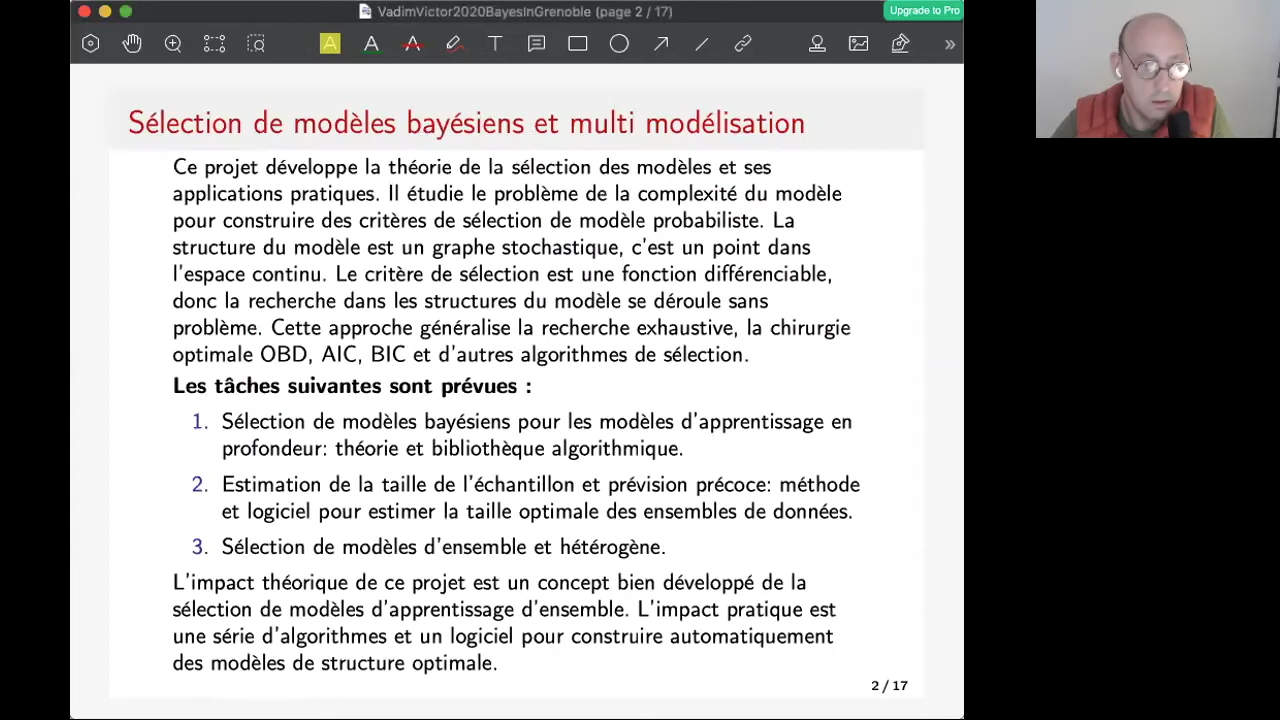 VadimVictor2020BayesInGrenoble (page 2 / 17)
Upgrade to Pro
Sélection de modèles bayésiens et multi modélisation
Ce projet développe la théorie de la sélection des modèles et ses
applications pratiques. Il étudie le problème de la complexité du modèle
pour construire des critères de sélection de modèle probabiliste. La
structure du modèle est un graphe stochastique, c'est un point dans
l'espace continu. Le critère de sélection est une fonction différenciable,
donc la recherche dans les structures du modèle se déroule sans
problème. Cette approche généralise la recherche exhaustive, la chirurgie
optimale OBD, AIC, BIC et d'autres algorithmes de sélection.
Les tâches suivantes sont prévues :
1. Sélection de modèles bayésiens pour les modèles d'apprentissage en
profondeur: théorie et bibliothèque algorithmique.
2. Estimation de la taille de l'échantillon et prévision précoce: méthode
et logiciel pour estimer la taille optimale des ensembles de données.
3. Sélection de modèles d'ensemble et hétérogène.
L'impact théorique de ce projet est un concept bien développé de la
sélection de modèles d'apprentissage d'ensemble. L'impact pratique est
une série d'algorithmes et un logiciel pour construire automatiquement
des modèles de structure optimale.
2 / 17